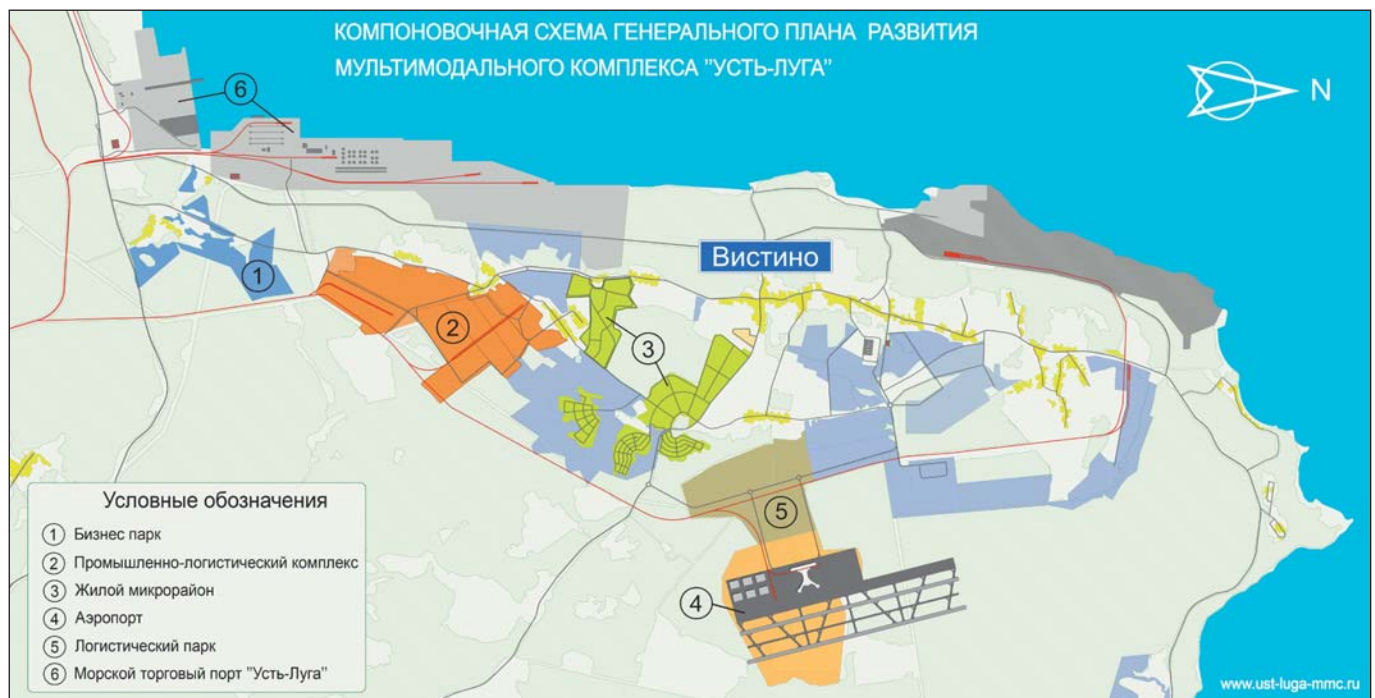 КОМПОНОВОЧНАЯ СХЕМА ГЕНЕРАЛЬНОГО ПЛАНА РАЗВИТИЯ
МУЛЬТИМОДАЛЬНОГО КОМПЛЕКСА "УСТЬ-ЛУГА"
N
6
Вистино
1
2
3
5
4
Условные обозначения
1 Бизнес парк
2 Промышленно-логистический комплекс
3 Жилой микрорайон
4 Аэропорт
5 Логистический парк
6 Морской торговый порт "Усть-Луга"
www.ust-luga-mmc.ru